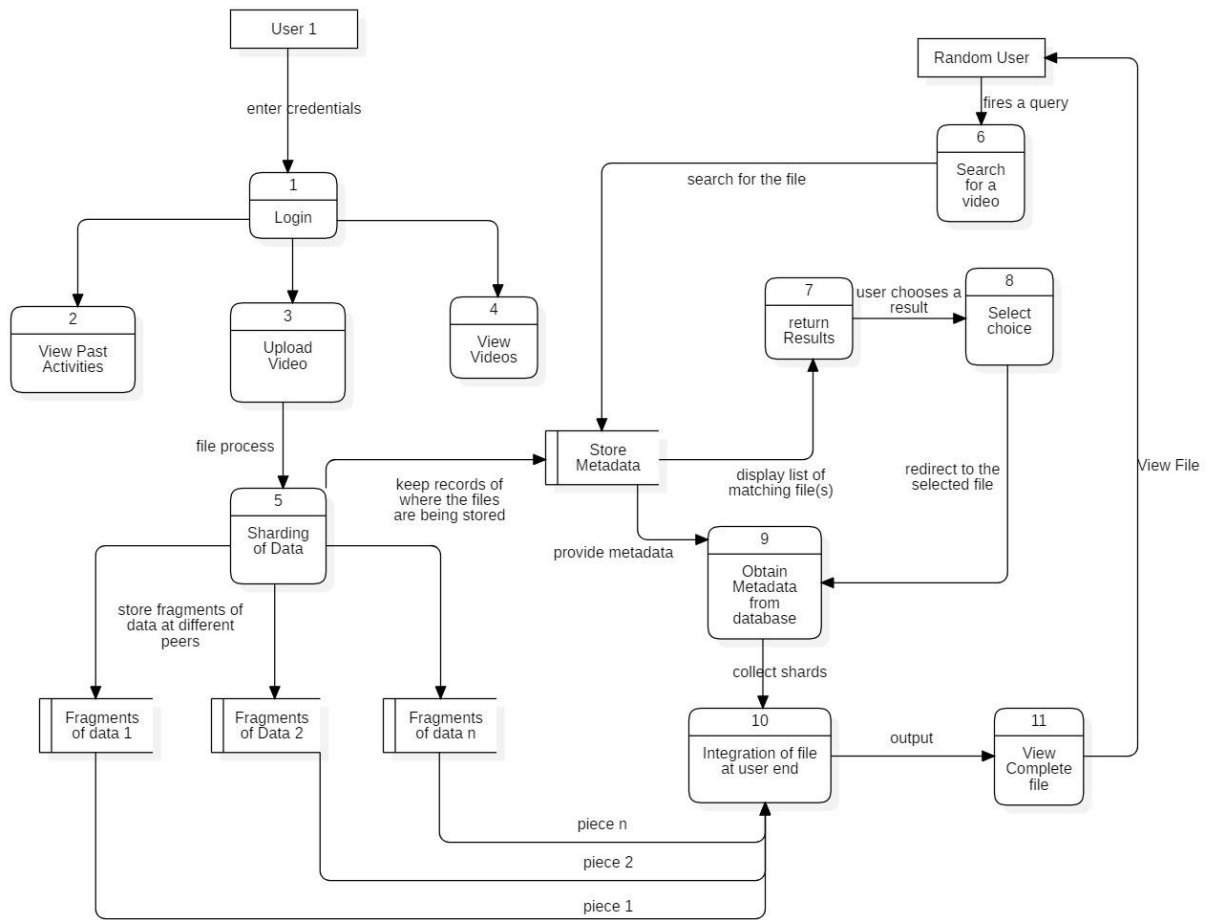 User 1
Random User
enter credentials
fires a query
6
Search
for a
video
search for the file
1
Login
2
View Past
Activities
3
Upload
Video
4
View
Videos
7
return
Results
user chooses a
result
8
Select
choice
file process
Store
Metadata
keep records of
where the files
are being stored
display list of
matching file(s)
redirect to the
selected file
View File
5
Sharding
of Data
provide metadata
9
Obtain
Metadata
from
database
store fragments of
data at different
peers
collect shards
Fragments
of data 1
Fragments
of Data 2
Fragments
of data n
10
Integration of file
at user end
output
11
View
Complete
file
piece n
piece 2
piece 1